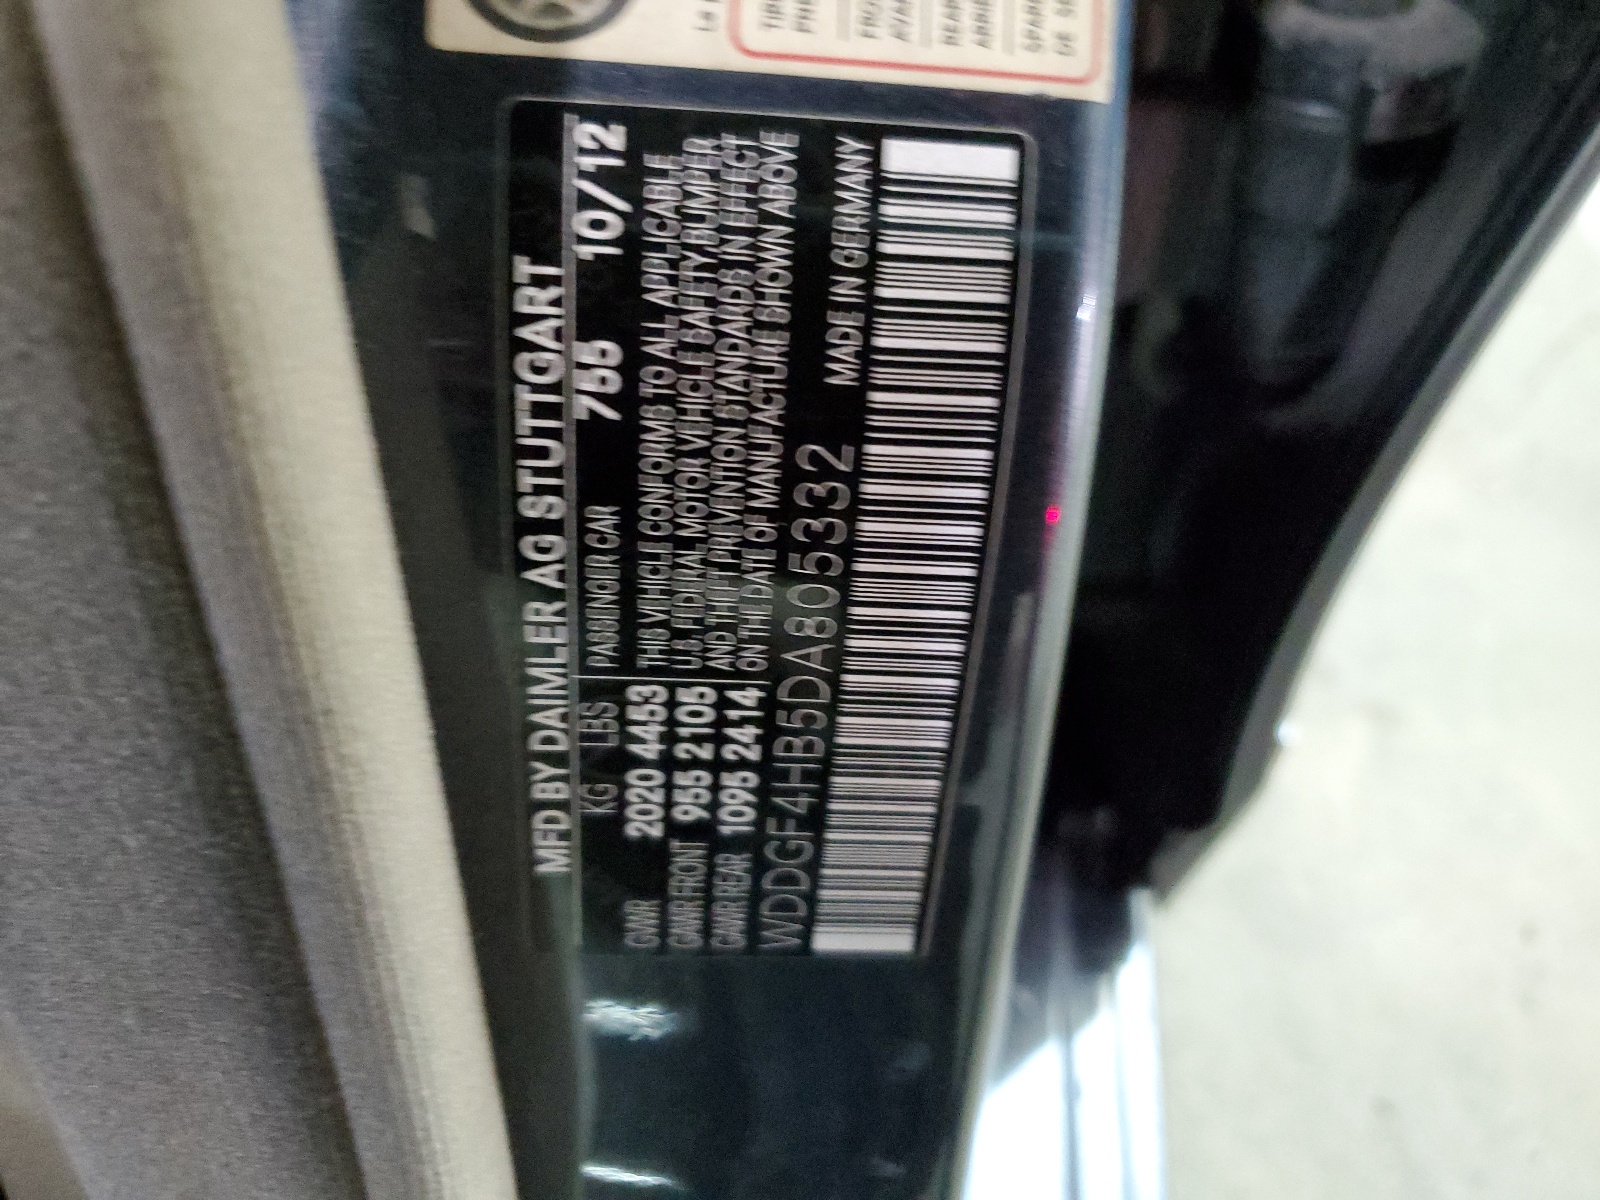 MFD BY DAIMLER AG STUTTGART
KG LBS PASSENGER CAR 755 10/12
GVWR 2020 4453 THIS VEHICLE CONFORMS TO ALL APPLICABLE
GAWR FRONT 955 2105 U.S. FEDERAL MOTOR VEHICLE SAFETY, BUMPER
GAWR REAR 1095 2414 AND THEFT PREVENTION STANDARDS IN EFFECT
ON THE DATE OF MANUFACTURE SHOWN ABOVE
WDDGF4HB5DA805332 MADE IN GERMANY